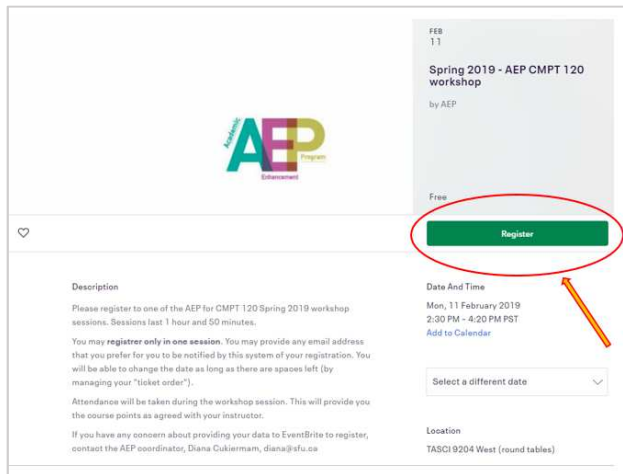 FEB
11
Spring 2019 - AEP CMPT 120
workshop
by AEP
Academic
AEP
Program
Enhancement
Free
Register
Description
Please register to one of the AEP for CMPT 120 Spring 2019 workshop
sessions. Sessions last 1 hour and 50 minutes.
You may registrer only in one session. You may provide any email address
that you prefer for you to be notified by this system of your registration. You
will be able to change the date as long as there are spaces left (by
managing your "ticket order").
Attendance will be taken during the workshop session. This will provide you
the course points as agreed with your instructor.
If you have any concern about providing your data to EventBrite to register,
contact the AEP coordinator, Diana Cukierman, diana@sfu.ca
Date And Time
Mon, 11 February 2019
2:30 PM - 4:20 PM PST
Add to Calendar
Select a different date
Location
TASCI 9204 West (round tables)